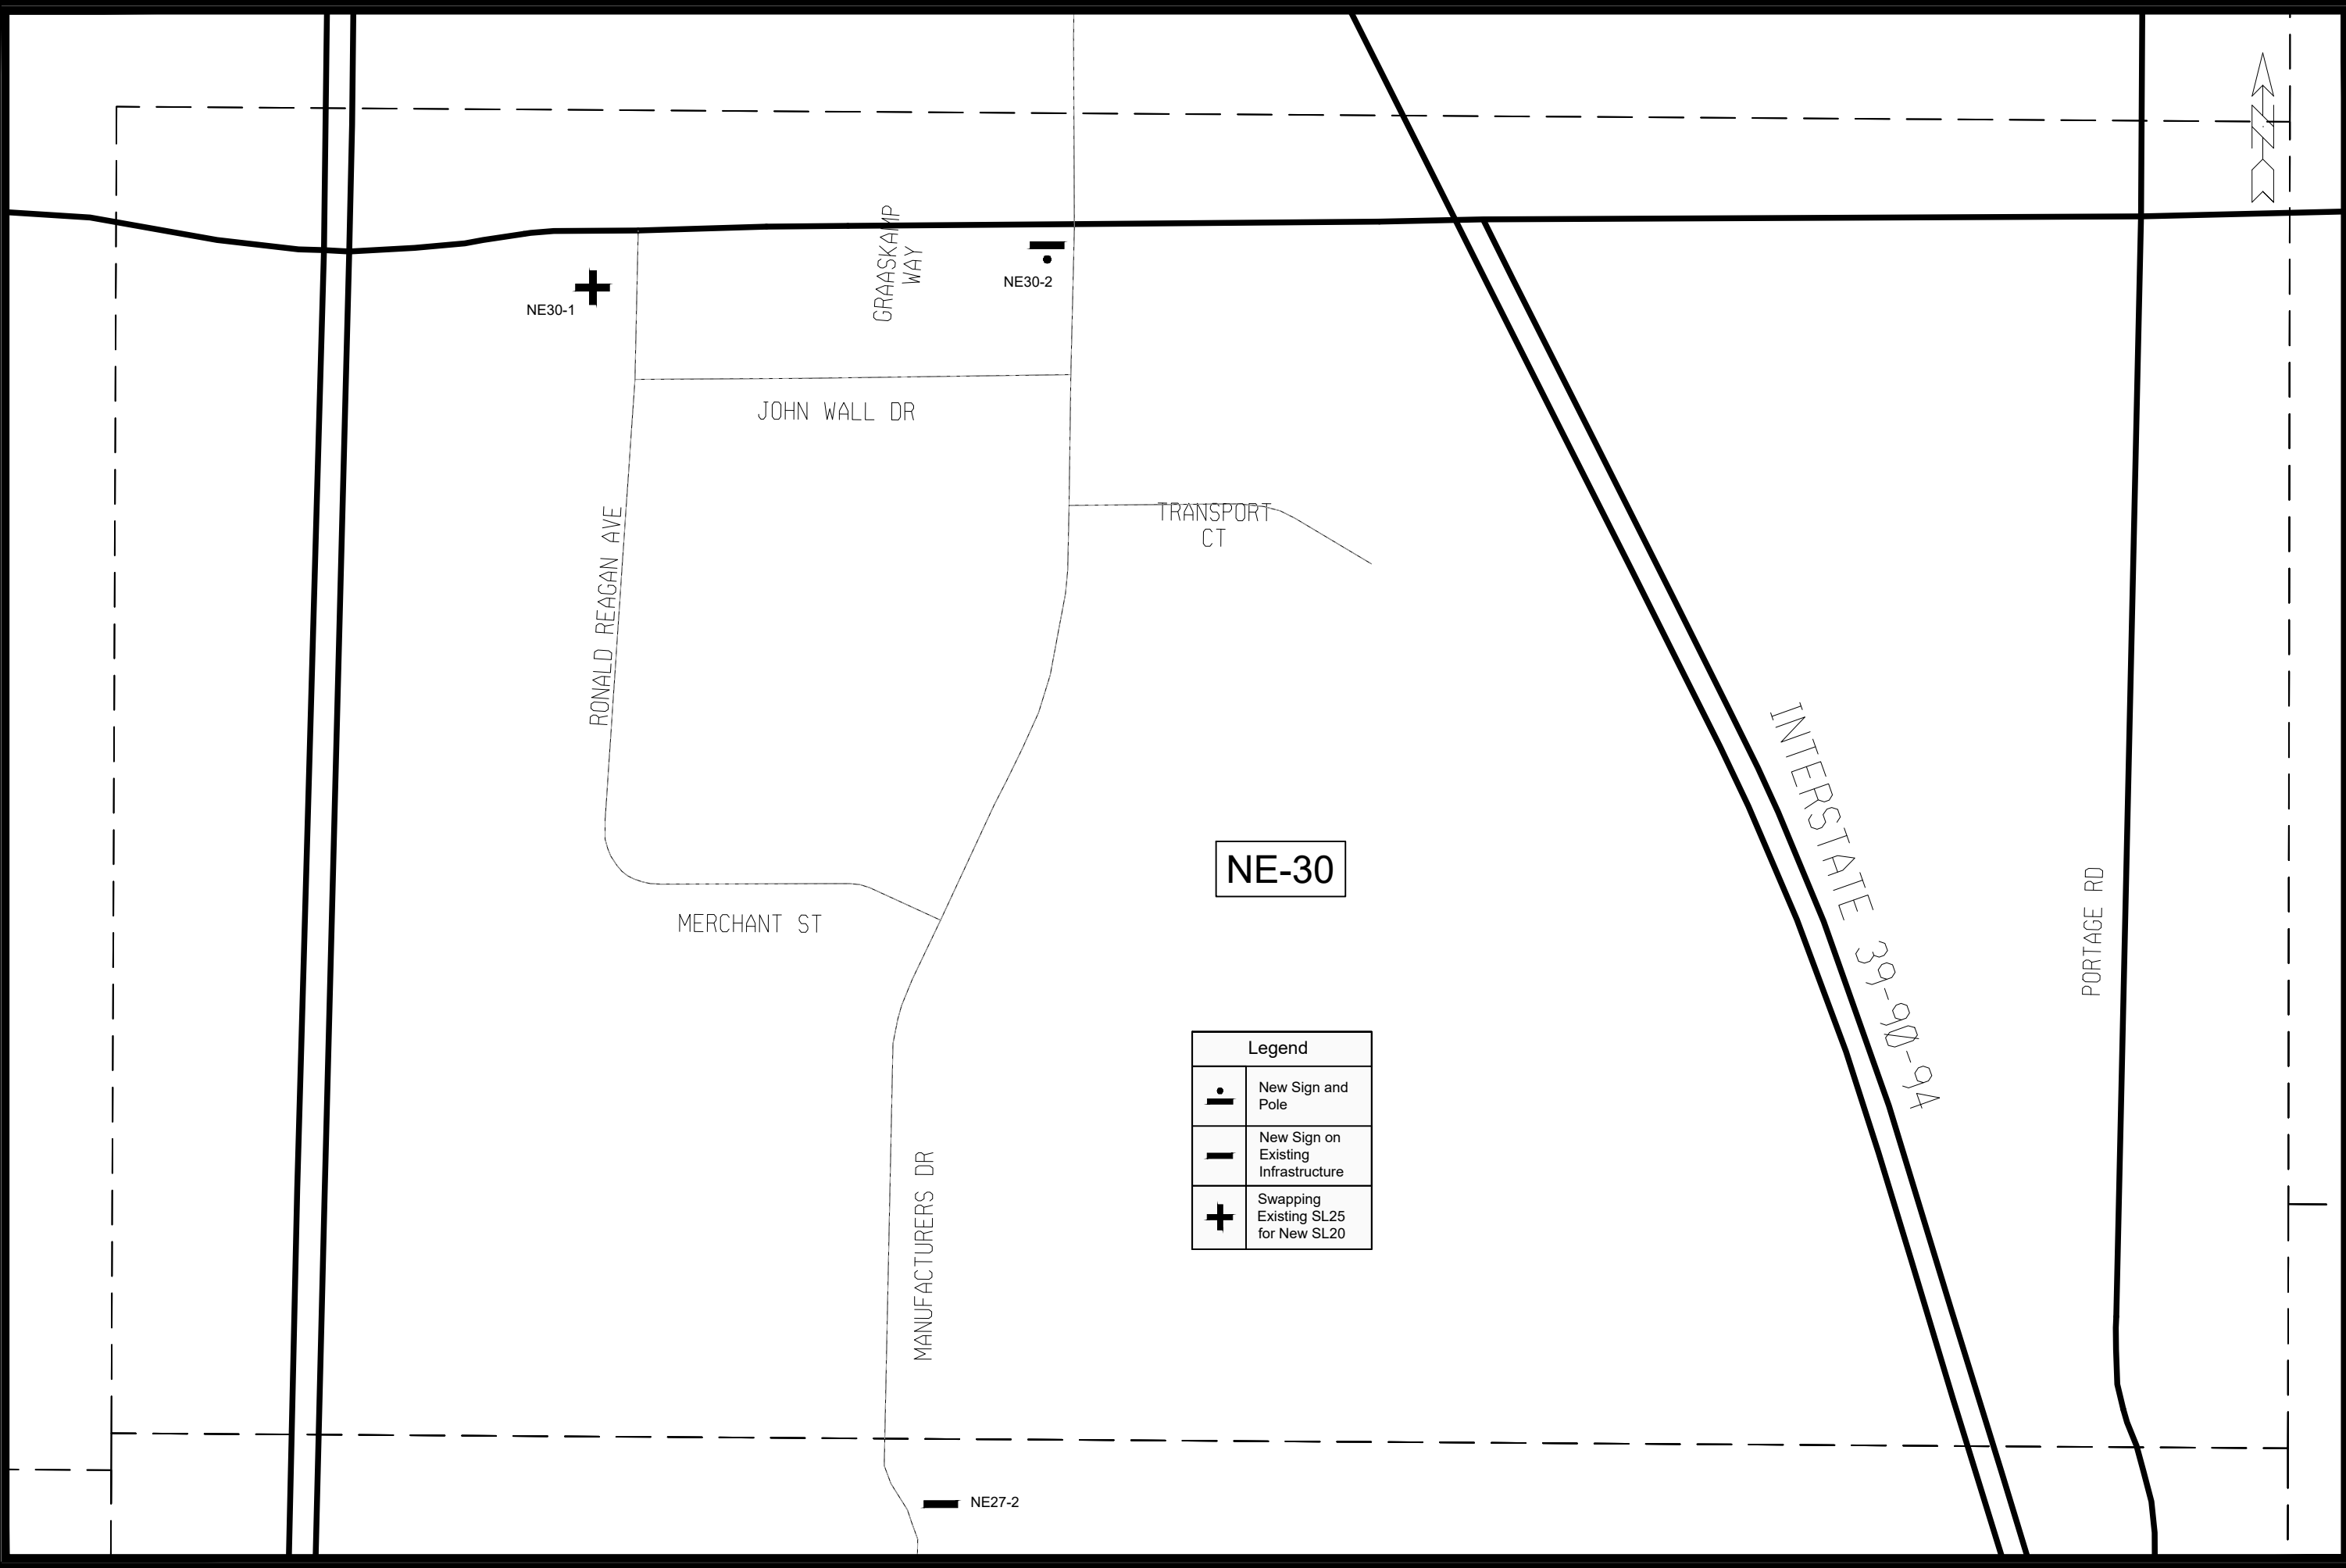 GRAASKAMP
WAY
NE30-2
NE30-1
JOHN WALL DR
TRANSPORT
CT
RONALD REAGAN AVE
INTERSTATE 39-90-94
NE-30
PORTAGE RD
MERCHANT ST
Legend
New Sign and
Pole
New Sign on
Existing
Infrastructure
Swapping
Existing SL25
for New SL20
MANUFACTURERS DR
NE27-2
N